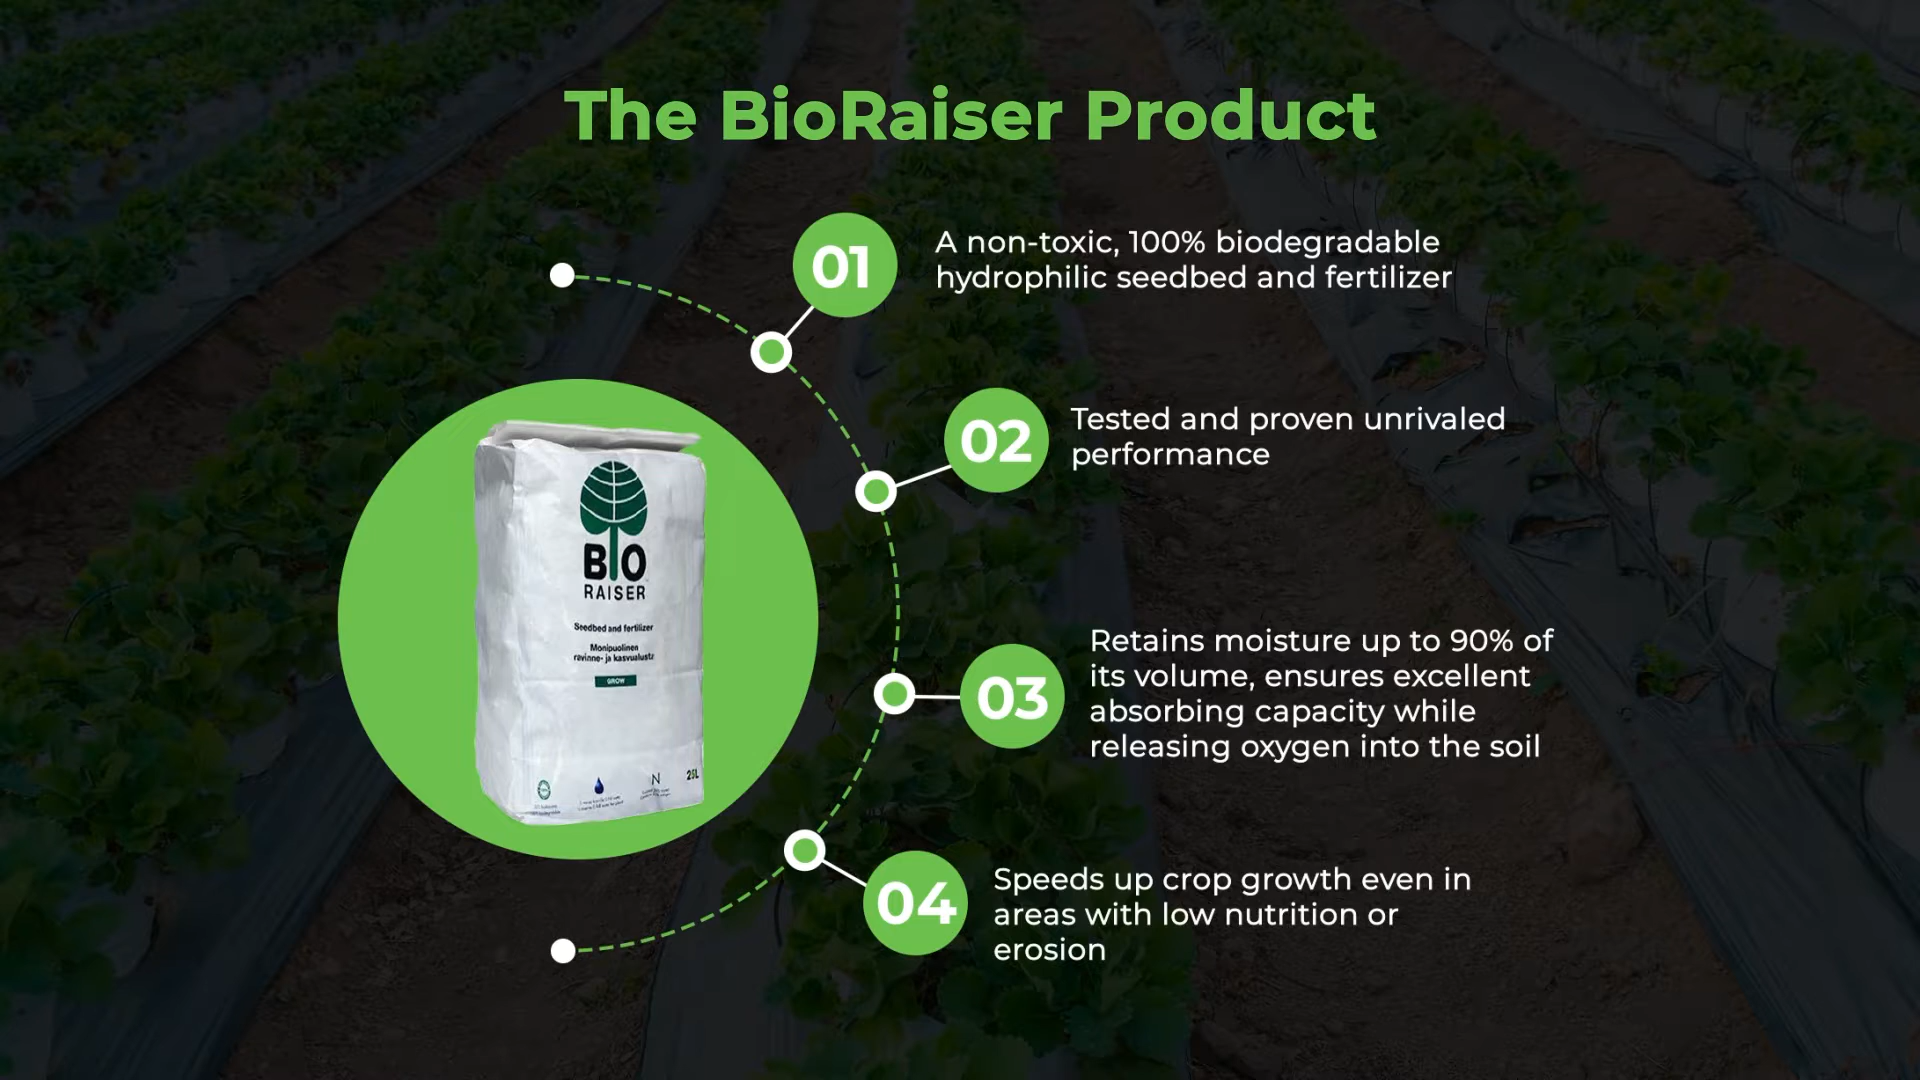 The BioRaiser Product
01
A non-toxic, 100% biodegradable
hydrophilic seedbed and fertilizer
02
Tested and proven unrivaled
performance
03
Retains moisture up to 90% of
its volume, ensures excellent
absorbing capacity while
releasing oxygen into the soil
04
Speeds up crop growth even in
areas with low nutrition or
erosion
BIO
RAISER
Seedbed and fertilizer
Monipuolinen
ravinne- ja kasvualusta
GROW
N
25L